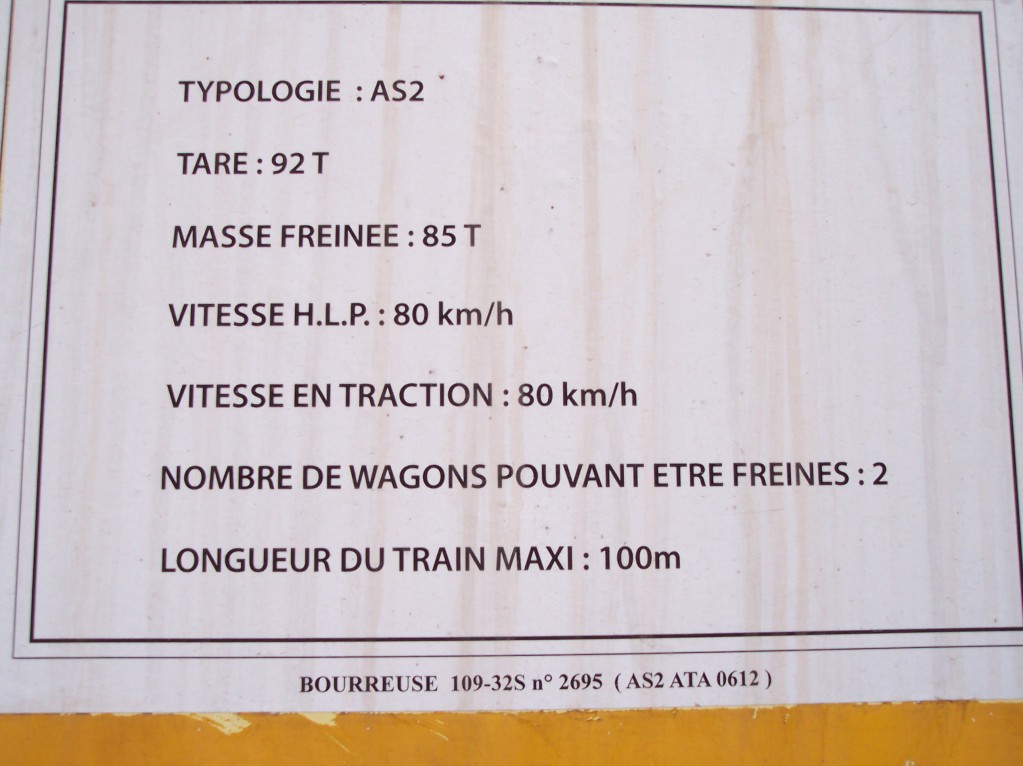 TYPOLOGIE : AS2
TARE : 92 T
MASSE FREINEE : 85 T
VITESSE H.L.P. : 80 km/h
VITESSE EN TRACTION : 80 km/h
NOMBRE DE WAGONS POUVANT ETRE FREINES : 2
LONGUEUR DU TRAIN MAXI : 100m
BOURREUSE 109-32S n° 2695 ( AS2 ATA 0612 )